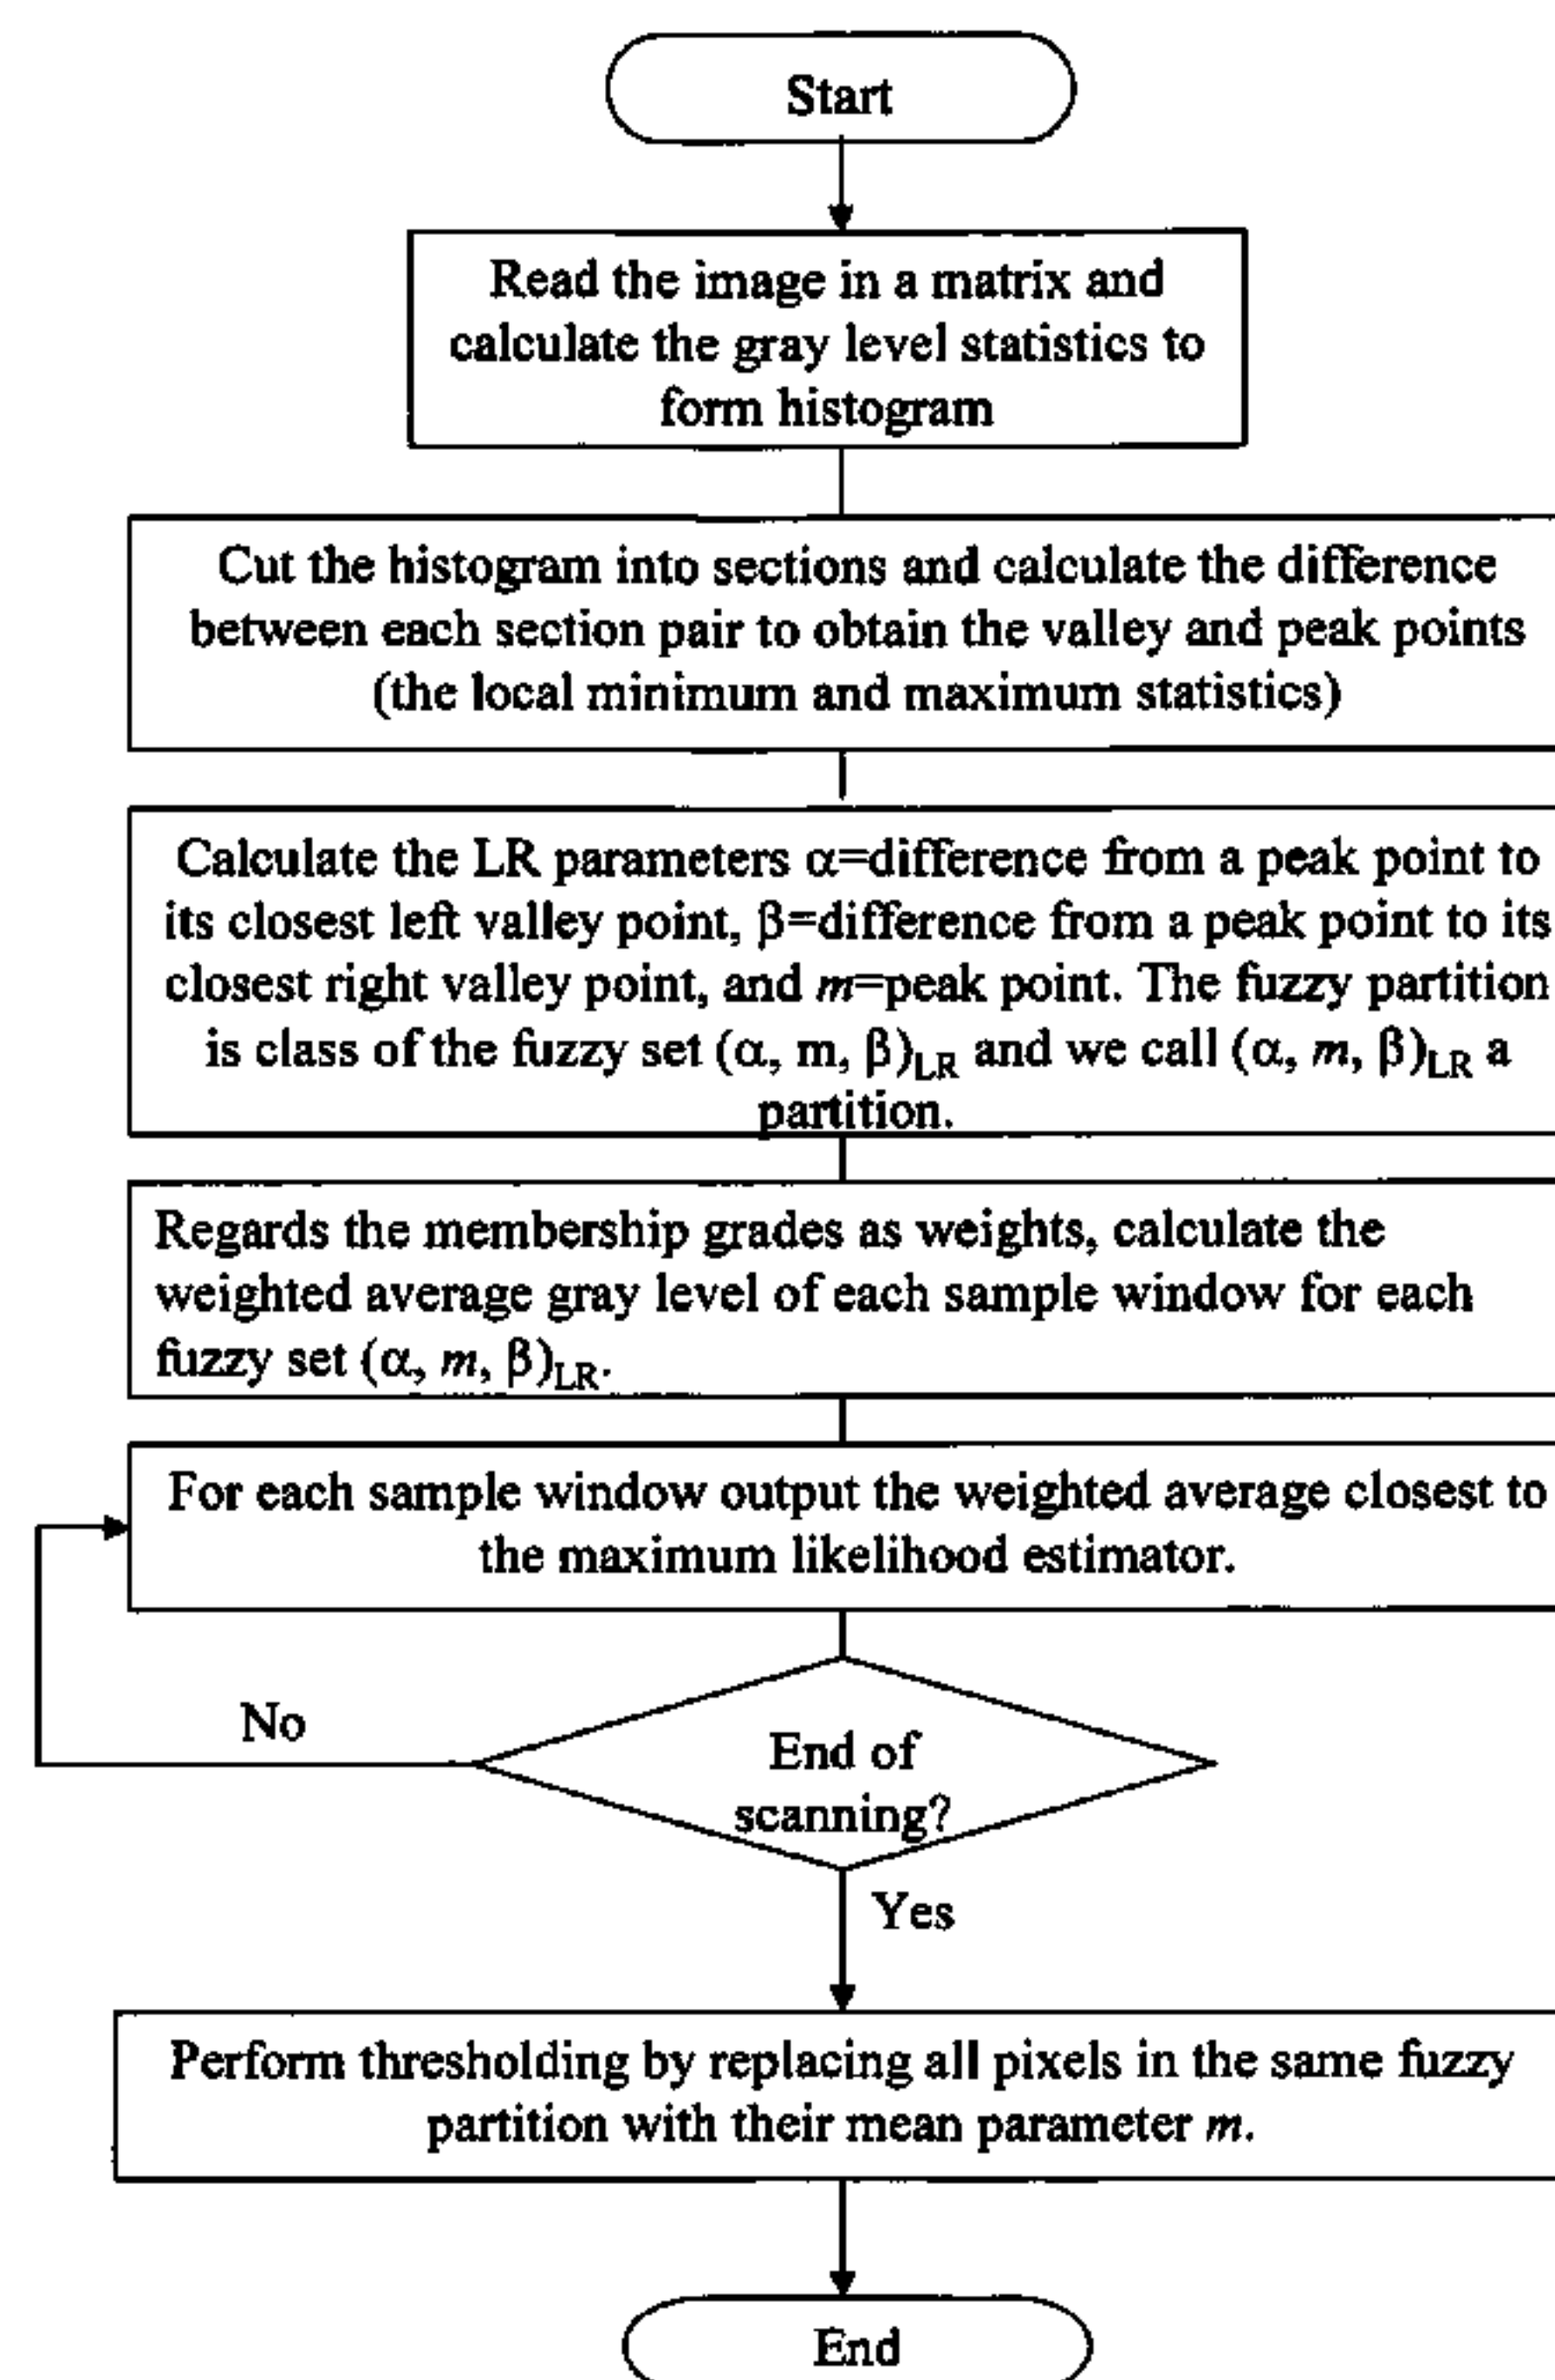 Start
Read the image in a matrix and
calculate the gray level statistics to
form histogram
Cut the histogram into sections and calculate the difference
between each section pair to obtain the valley and peak points
(the local minimum and maximum statistics)
Calculate the LR parameters α=difference from a peak point to
its closest left valley point, β=difference from a peak point to its
closest right valley point, and m=peak point. The fuzzy partition
is class of the fuzzy set (α, m, β)LR and we call (α, m, β)LR a
partition.
Regards the membership grades as weights, calculate the
weighted average gray level of each sample window for each
fuzzy set (α, m, β)LR.
For each sample window output the weighted average closest to
the maximum likelihood estimator.
No
End of
scanning?
Yes
Perform thresholding by replacing all pixels in the same fuzzy
partition with their mean parameter m.
End